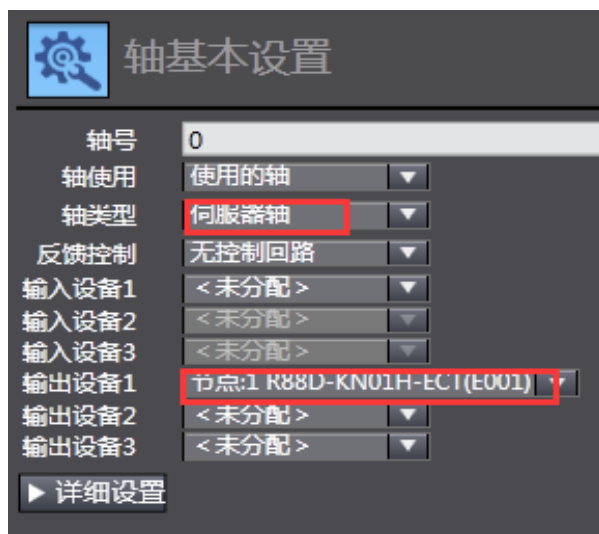 轴基本设置
轴号 0
轴使用 使用的轴
轴类型 伺服器轴
反馈控制 无控制回路
输入设备1 <未分配>
输入设备2 <未分配>
输入设备3 <未分配>
输出设备1 节点:1 R88D-KN01H-ECT(E001)
输出设备2 <未分配>
输出设备3 <未分配>
详细设置